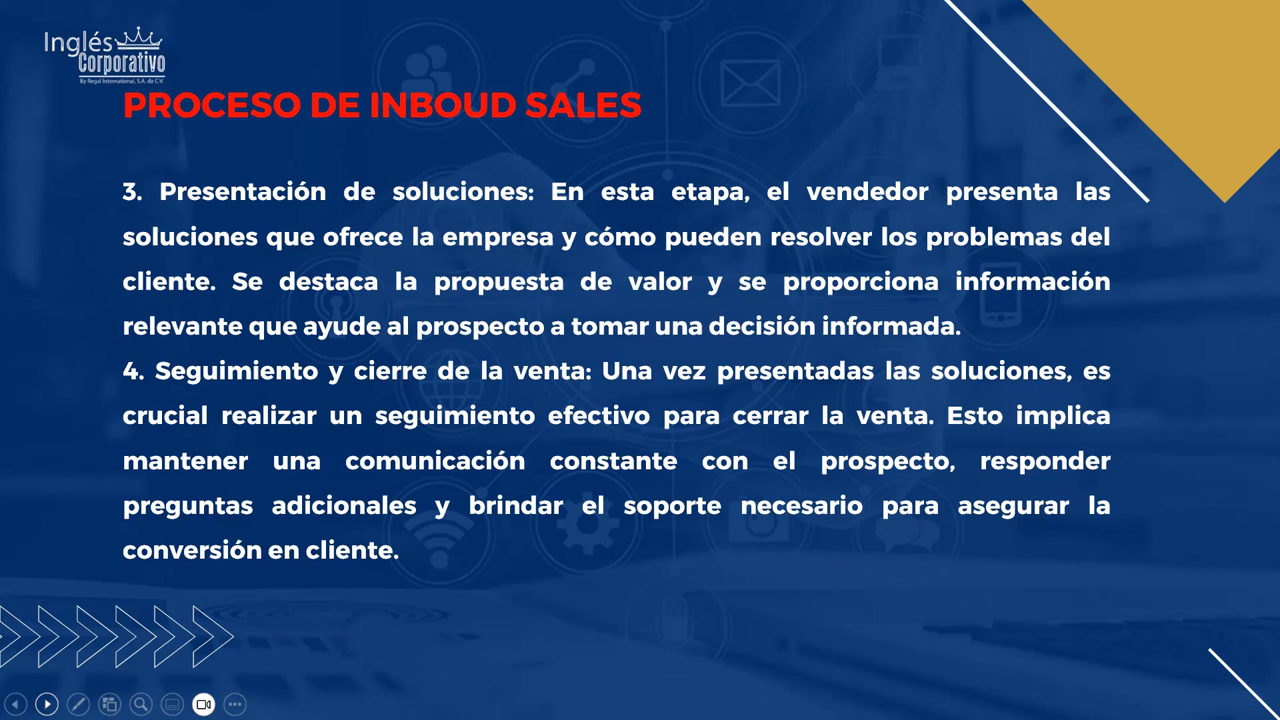 Inglés
Corporativo
By Regal International, S.A. de C.V.
PROCESO DE INBOUD SALES
3. Presentación de soluciones: En esta etapa, el vendedor presenta las
soluciones que ofrece la empresa y cómo pueden resolver los problemas del
cliente. Se destaca la propuesta de valor y se proporciona información
relevante que ayude al prospecto a tomar una decisión informada.
4. Seguimiento y cierre de la venta: Una vez presentadas las soluciones, es
crucial realizar un seguimiento efectivo para cerrar la venta. Esto implica
mantener una comunicación constante con el prospecto, responder
preguntas adicionales y brindar el soporte necesario para asegurar la
conversión en cliente.